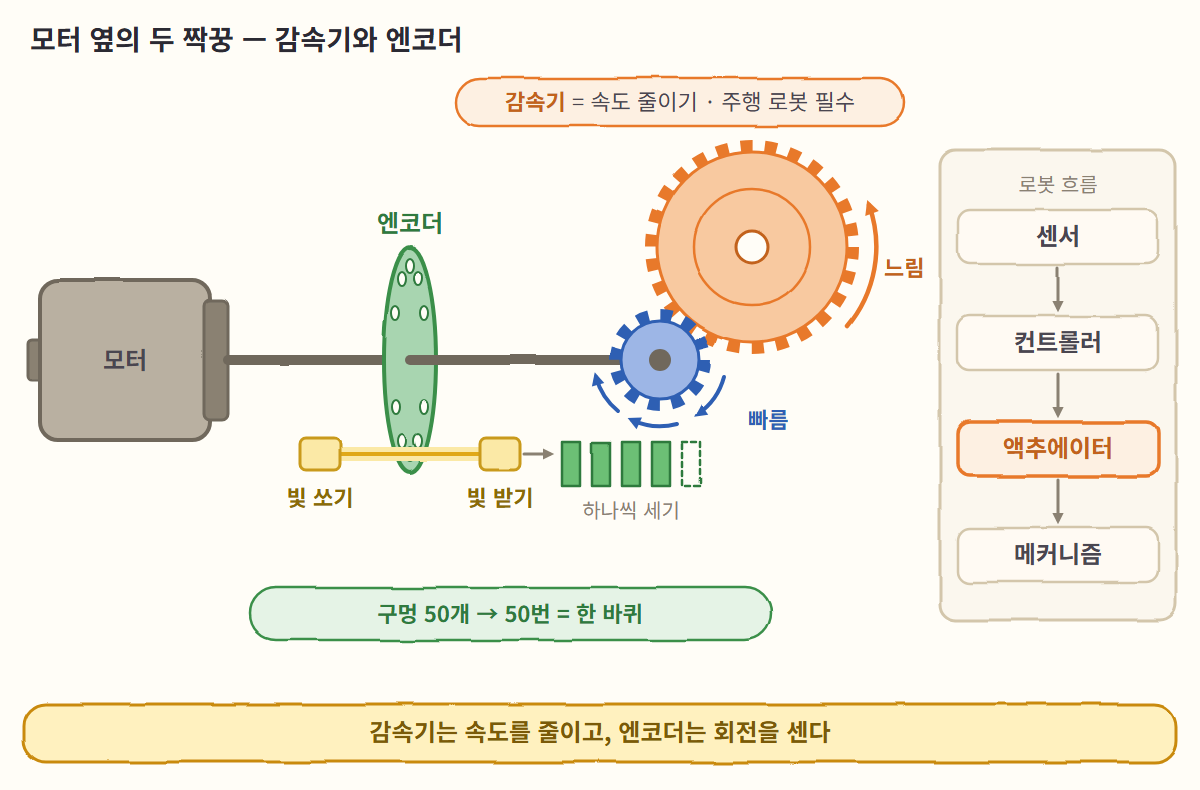 모터 옆의 두 짝꿍 — 감속기와 엔코더
감속기 = 속도 줄이기 · 주행 로봇 필수
로봇 흐름
센서
컨트롤러
액추에이터
메커니즘
엔코더
느림
모터
빠름
빛 쏘기
빛 받기
하나씩 세기
구멍 50개 → 50번 = 한 바퀴
감속기는 속도를 줄이고, 엔코더는 회전을 센다